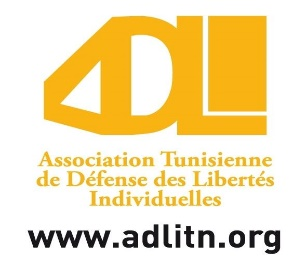 ADLI
Association Tunisienne
de Défense des Libertés
Individuelles
www.adlitn.org